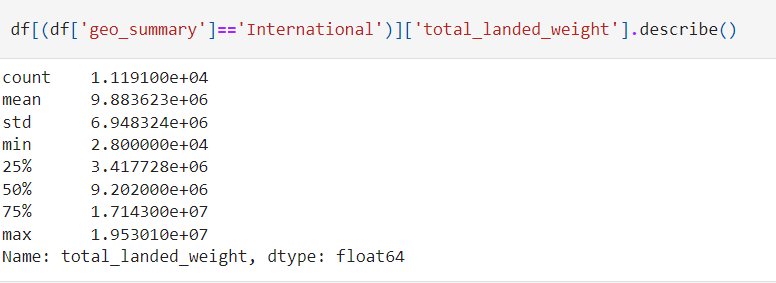 df[(df['geo_summary']=='International')]['total_landed_weight'].describe()
count    1.119100e+04
mean     9.883623e+06
std      6.948324e+06
min      2.800000e+04
25%      3.417728e+06
50%      9.202000e+06
75%      1.714300e+07
max      1.953010e+07
Name: total_landed_weight, dtype: float64